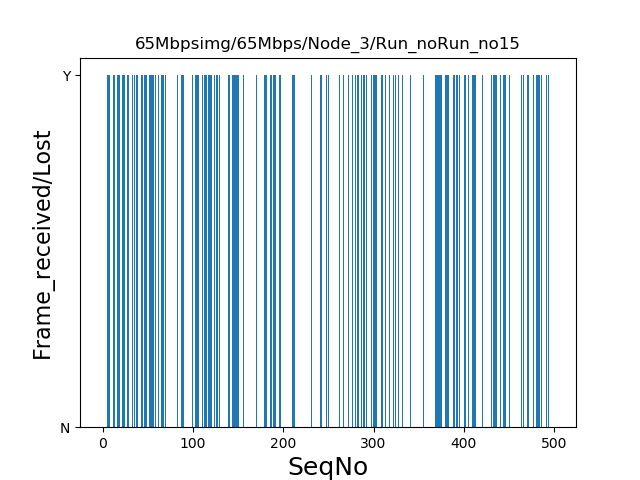 65Mbpsimg/65Mbps/Node_3/Run_noRun_no15
Y
Frame_received/Lost
N
0 100 200 300 400 500
SeqNo